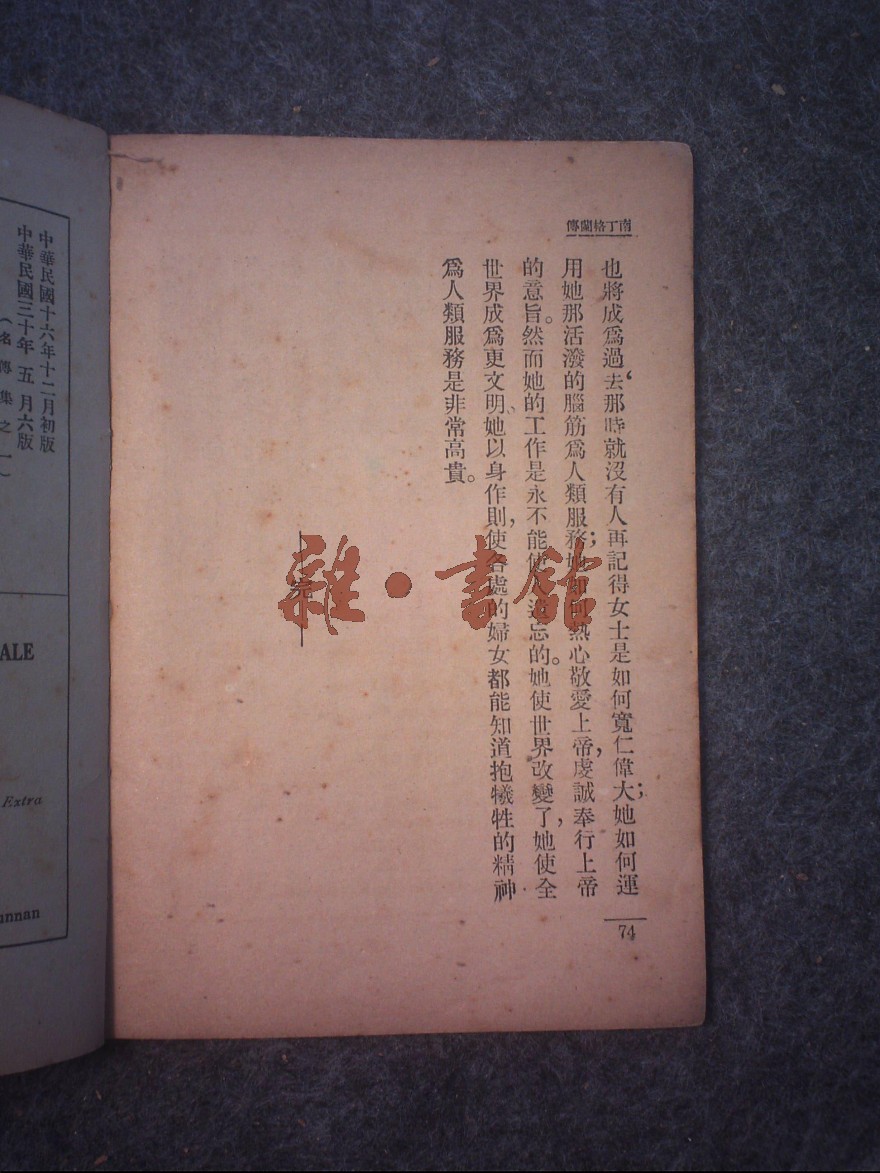 南丁格蘭傳
也將成爲過去，那時就沒有人再記得女士是如何寬仁偉大；她如何運
用她那活潑的腦筋爲人類服務；她如何熱心敬愛上帝，虔誠奉行上帝
的意旨。然而她的工作是永不能使人遺忘的。她使世界改變了，她使全
世界成爲更文明、她以身作則，使各處的婦女都能知道抱犧牲的精神
爲人類服務是非常高貴。
完
74
雜·書館
中華民國十六年十二月初版
中華民國三十年五月六版
（名傳集之一）
ALE
Extra
unnan